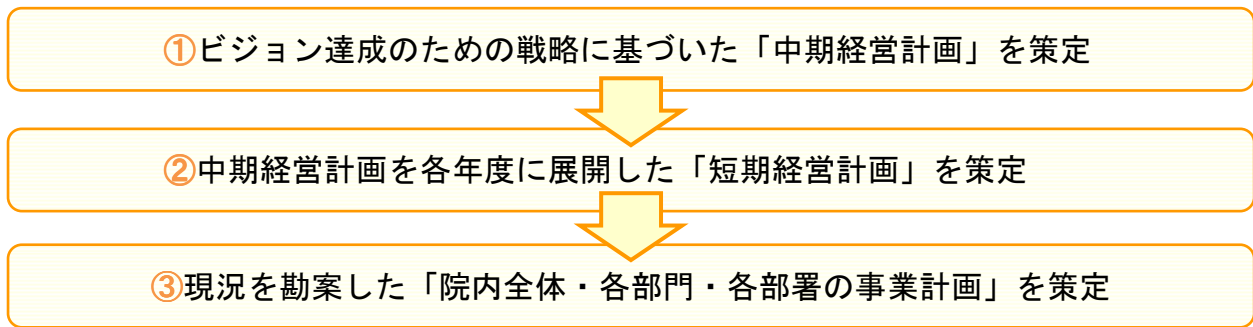 ①ビジョン達成のための戦略に基づいた「中期経営計画」を策定
②中期経営計画を各年度に展開した「短期経営計画」を策定
③現況を勘案した「院内全体・各部門・各部署の事業計画」を策定